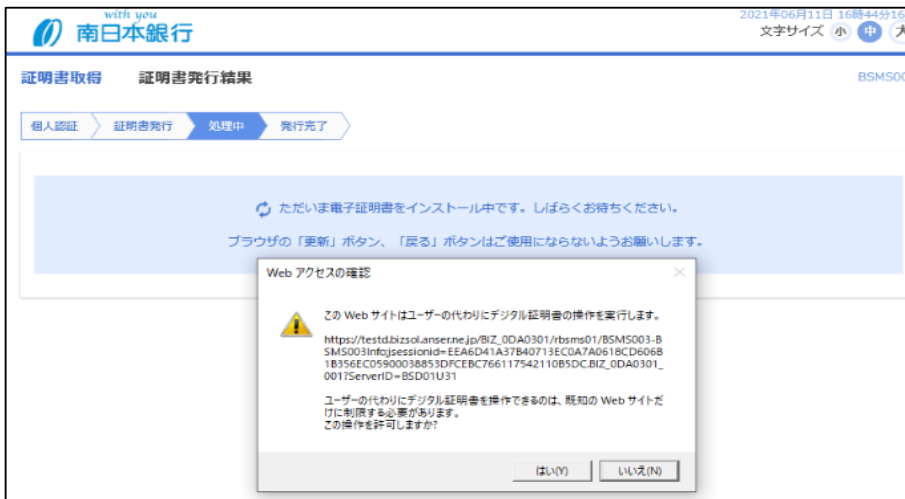 with you
南日本銀行
2021年06月11日 16時44分16
文字サイズ 小 中 大
証明書取得 証明書発行結果
BSMS00
個人認証 証明書発行 処理中 発行完了
ただいま電子証明書をインストール中です。しばらくお待ちください。
ブラウザの「更新」ボタン、「戻る」ボタンはご使用にならないようお願いします。
Web アクセスの確認
この Web サイトはユーザーの代わりにデジタル証明書の操作を実行します。
https://testd.bizsol.anser.ne.jp/BIZ_0DA0301/rbsms01/BSMS003-B
SMS003Info;jsessionid=EEA6D41A37B40713EC0A7A0618CD606B
1B356EC05900038853DFCEBC766117542110B5DC.BIZ_0DA0301_
001?ServerID=BSD01U31
ユーザーの代わりにデジタル証明書を操作できるのは、既知の Web サイトだ
けに制限する必要があります。
この操作を許可しますか?
はい(Y) いいえ(N)